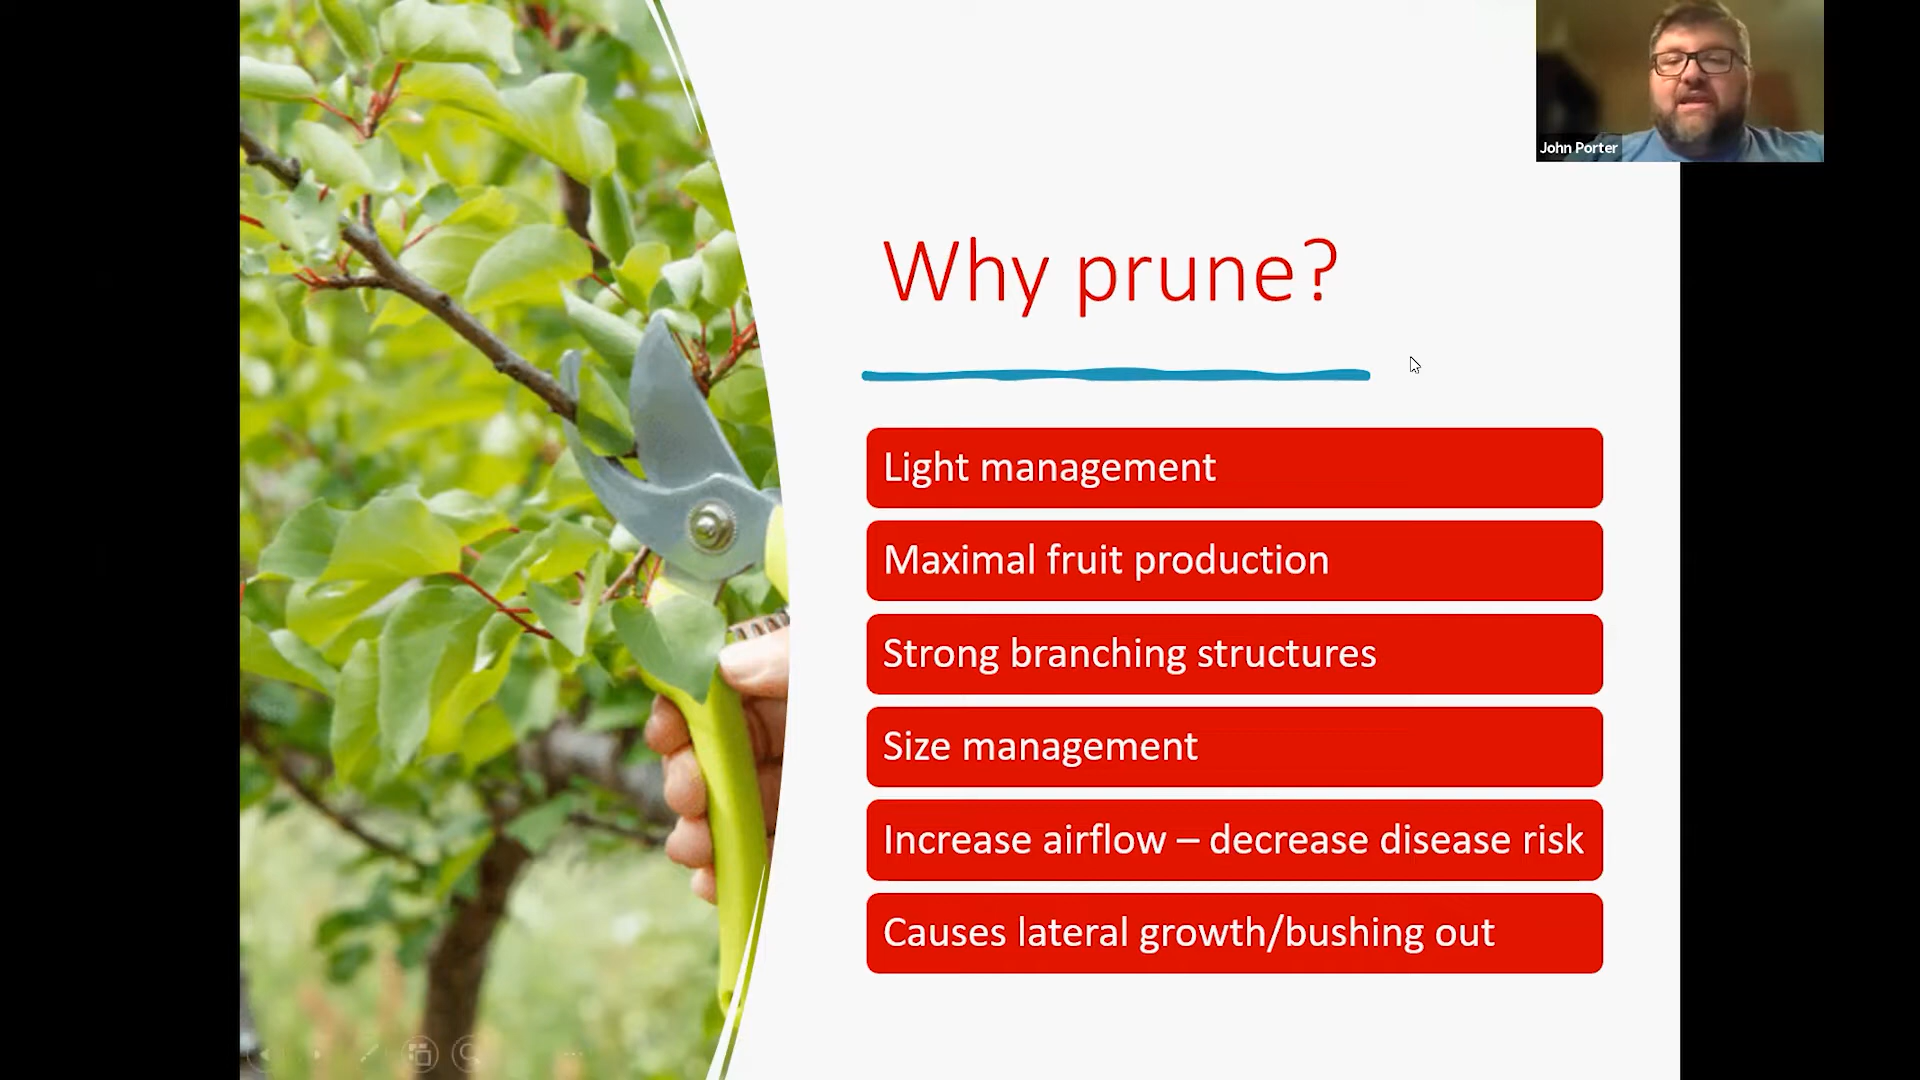 John Porter
Why prune?
Light management
Maximal fruit production
Strong branching structures
Size management
Increase airflow – decrease disease risk
Causes lateral growth/bushing out